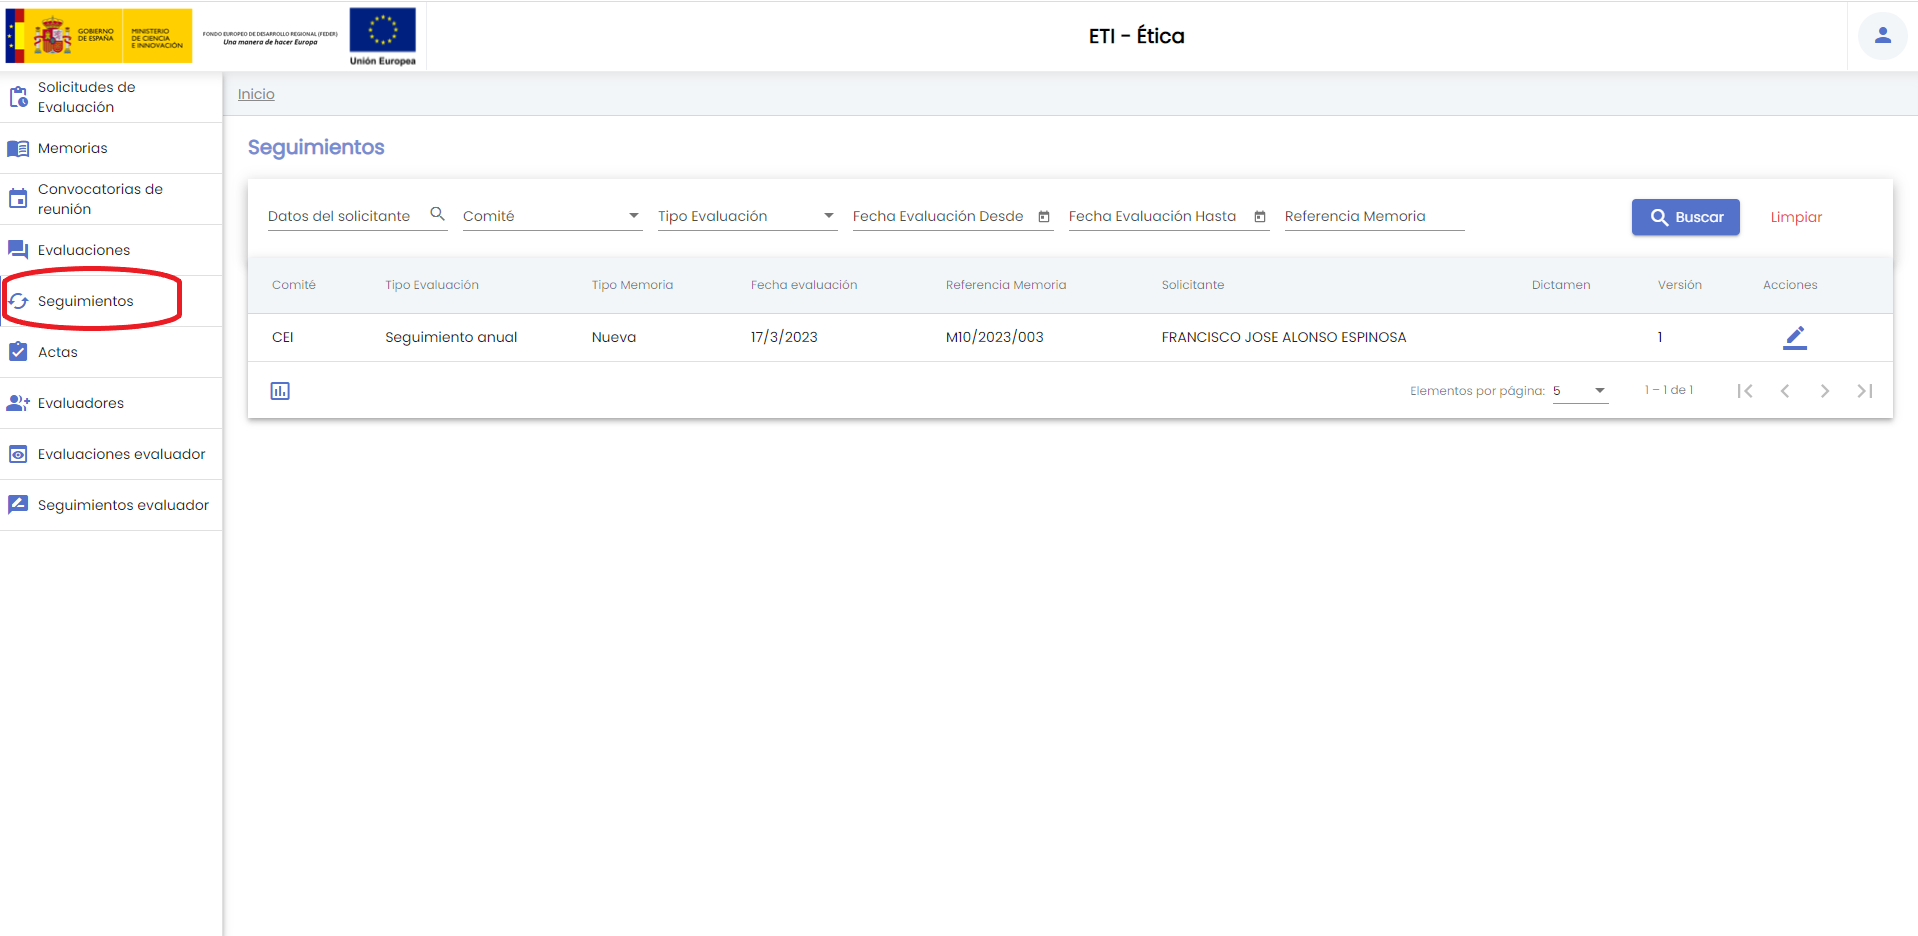 GOBIERNO
DE ESPAÑA
MINISTERIO
DE CIENCIA
E INNOVACIÓN
FONDO EUROPEO DE DESARROLLO REGIONAL (FEDER)
Una manera de hacer Europa
Unión Europea
ETI - Ética
Solicitudes de
Evaluación
Memorias
Convocatorias de
reunión
Evaluaciones
Seguimientos
Actas
Evaluadores
Evaluaciones evaluador
Seguimientos evaluador
Inicio
Seguimientos
Datos del solicitante Comité Tipo Evaluación Fecha Evaluación Desde Fecha Evaluación Hasta Referencia Memoria Buscar Limpiar
Comité Tipo Evaluación Tipo Memoria Fecha evaluación Referencia Memoria Solicitante Dictamen Versión Acciones
CEI Seguimiento anual Nueva 17/3/2023 M10/2023/003 FRANCISCO JOSE ALONSO ESPINOSA 1
Elementos por página: 5 1 – 1 de 1